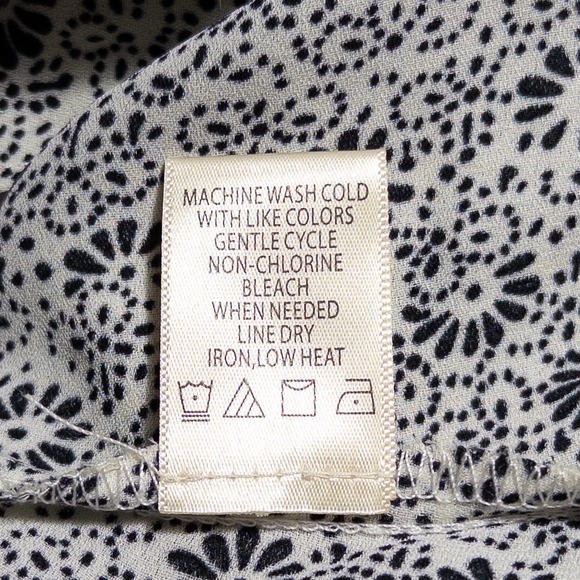 MACHINE WASH COLD
WITH LIKE COLORS
GENTLE CYCLE
NON-CHLORINE
BLEACH
WHEN NEEDED
LINE DRY
IRON,LOW HEAT